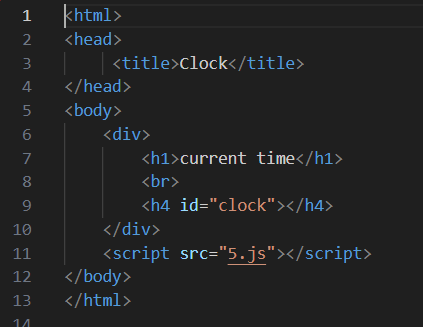 1 <html>
2 <head>
3 <title>Clock</title>
4 </head>
5 <body>
6 <div>
7 <h1>current time</h1>
8 <br>
9 <h4 id="clock"></h4>
10 </div>
11 <script src="5.js"></script>
12 </body>
13 </html>
14